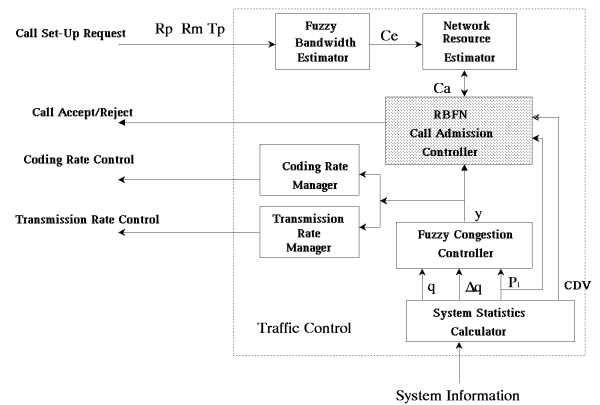 Call Set-Up Request
Rp Rm Tp
Fuzzy
Bandwidth
Estimator
Ce
Network
Resource
Estimator
Ca
Call Accept/Reject
RBFN
Call Admission
Controller
Coding Rate Control
Coding Rate
Manager
Transmission Rate Control
Transmission
Rate
Manager
y
Fuzzy Congestion
Controller
q
Δq
Pl
CDV
System Statistics
Calculator
Traffic Control
System Information